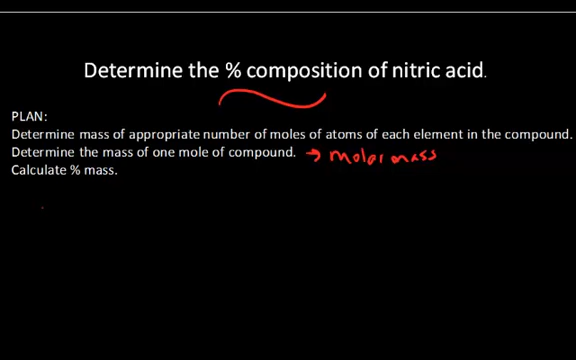 Determine the % composition of nitric acid.
PLAN:
Determine mass of appropriate number of moles of atoms of each element in the compound.
Determine the mass of one mole of compound. → molar mass
Calculate % mass.